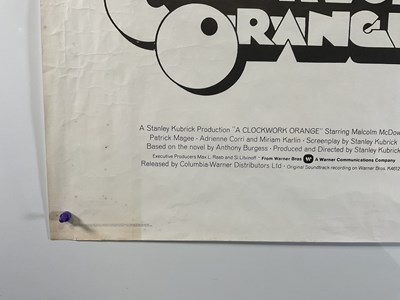 ORANGE
A Stanley Kubrick Production "A CLOCKWORK ORANGE" Starring Malcolm McDow
Patrick Magee · Adrienne Corri and Miriam Karlin · Screenplay by Stanley Kubrick
Based on the novel by Anthony Burgess · Produced and Directed by Stanley Kubrick
Executive Producers Max L. Raab and Si Litvinoff · From Warner Bros. A Warner Communications Company
Released by Columbia-Warner Distributors Ltd · Original Soundtrack recording on Warner Bros. K4612